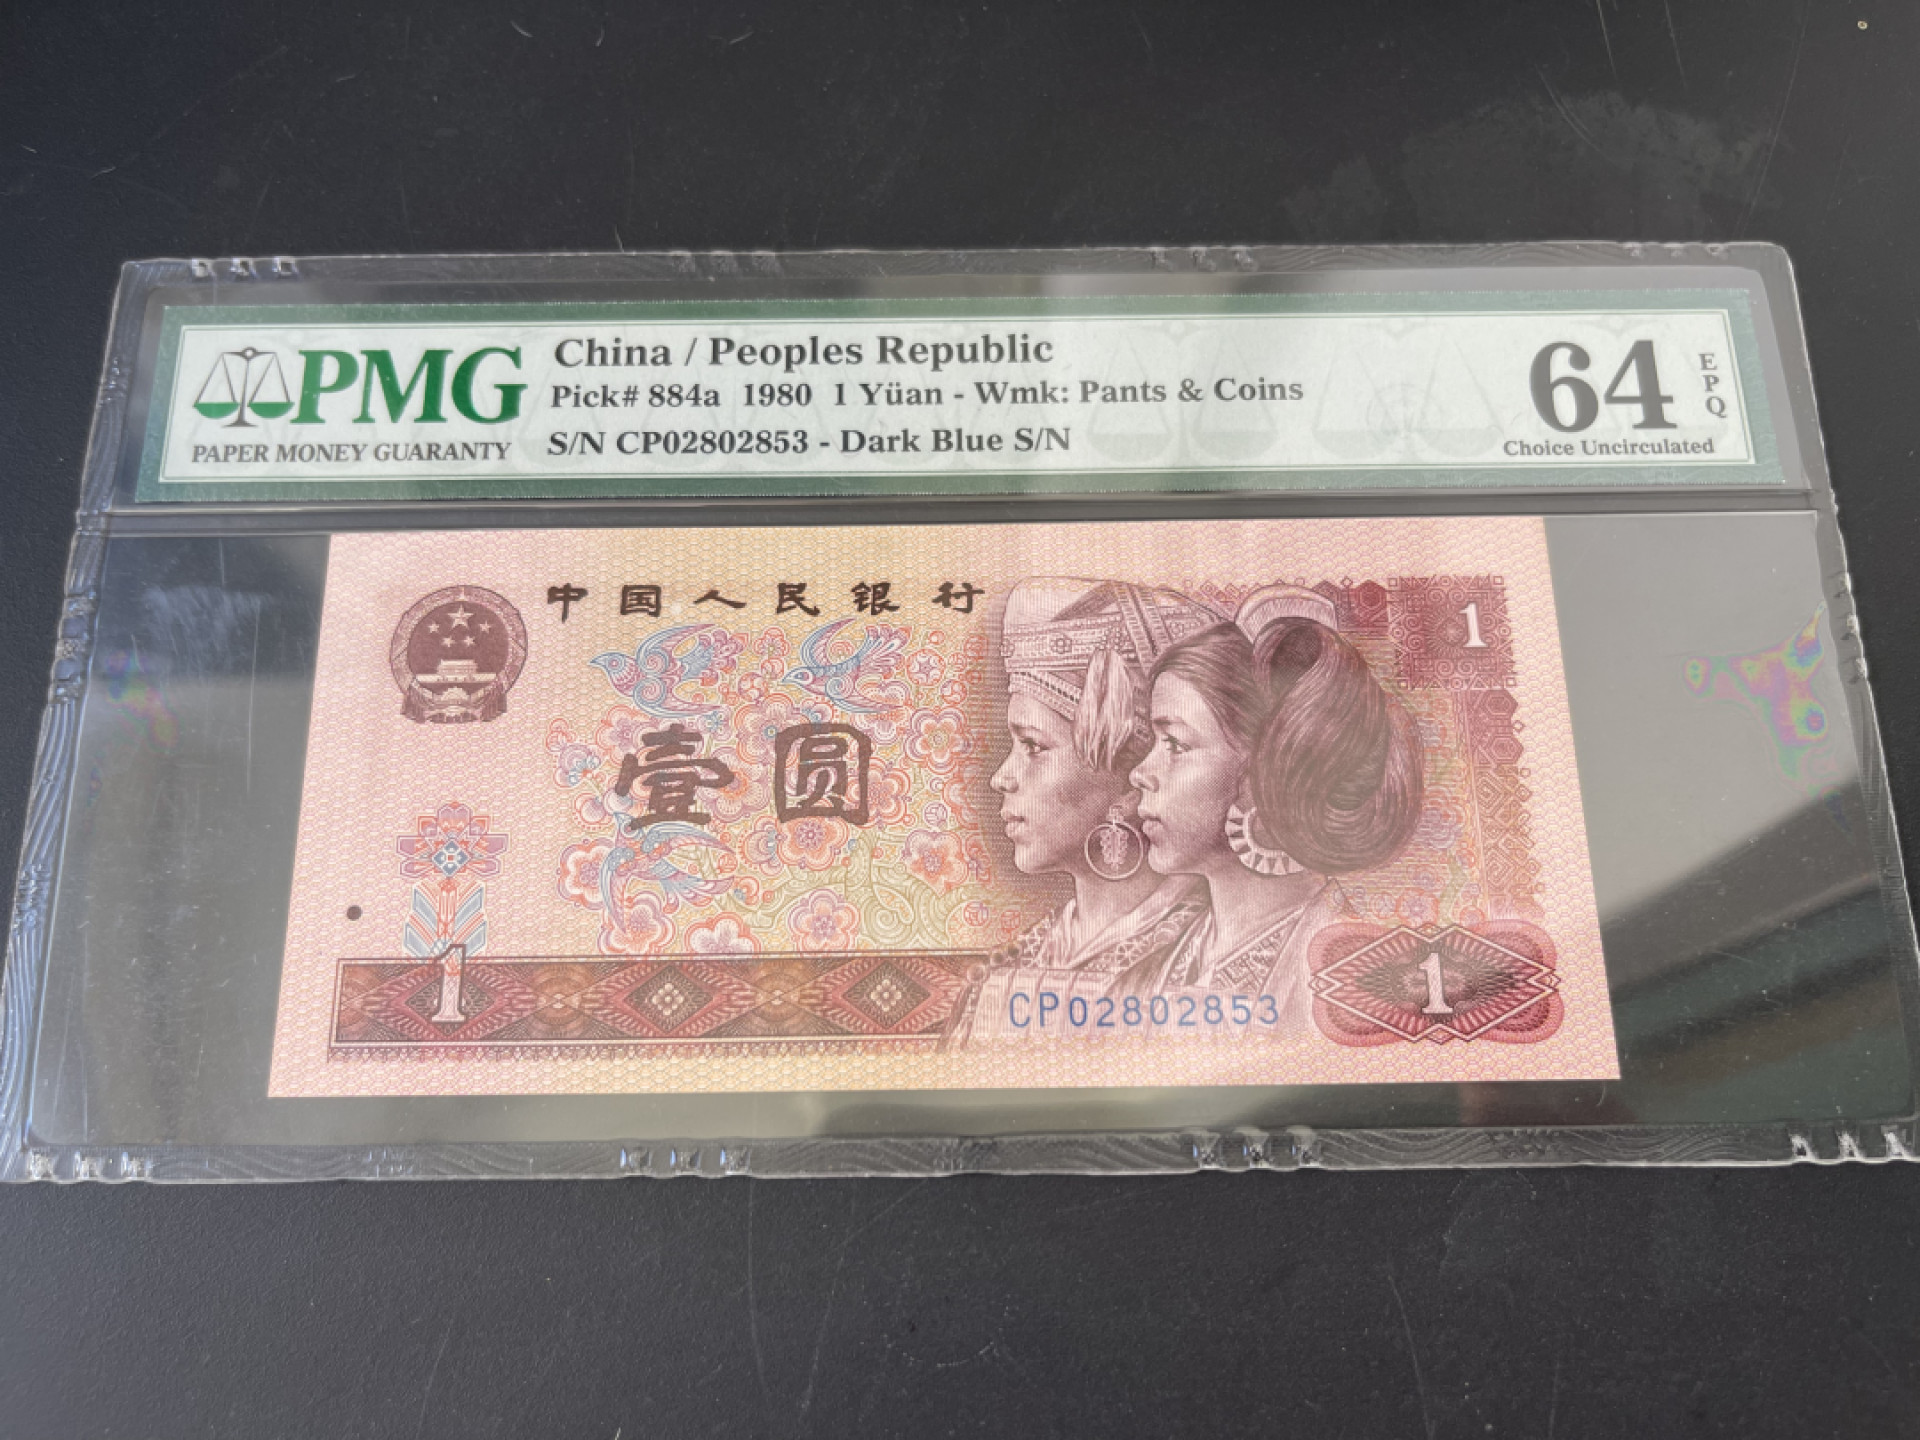 PMG
PAPER MONEY GUARANTY
China / Peoples Republic
Pick# 884a 1980 1 Yüan - Wmk: Pants & Coins
S/N CP02802853 - Dark Blue S/N
64
EPQ
Choice Uncirculated
中国人民银行
1
壹圆
1
CP02802853
1